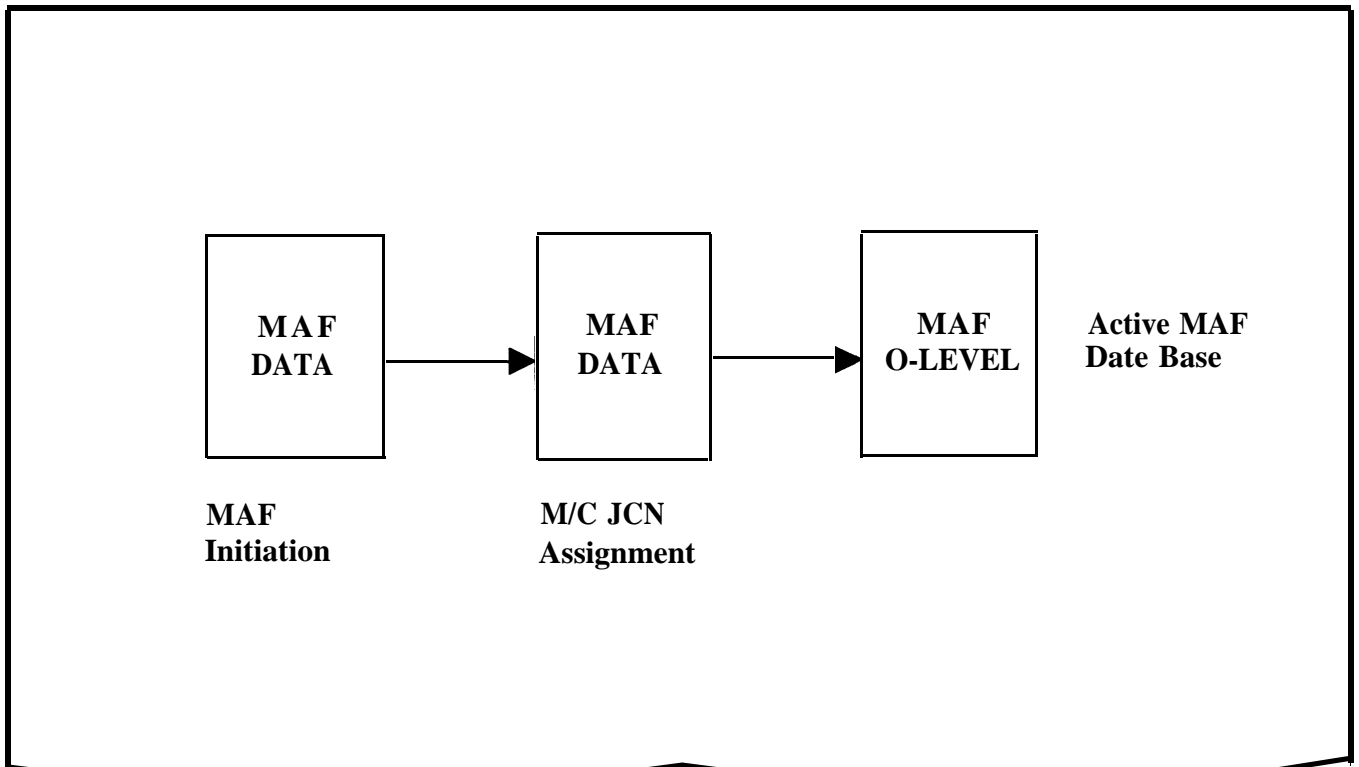 MAF
DATA
MAF
DATA
MAF
O-LEVEL
Active MAF
Date Base
MAF
Initiation
M/C JCN
Assignment